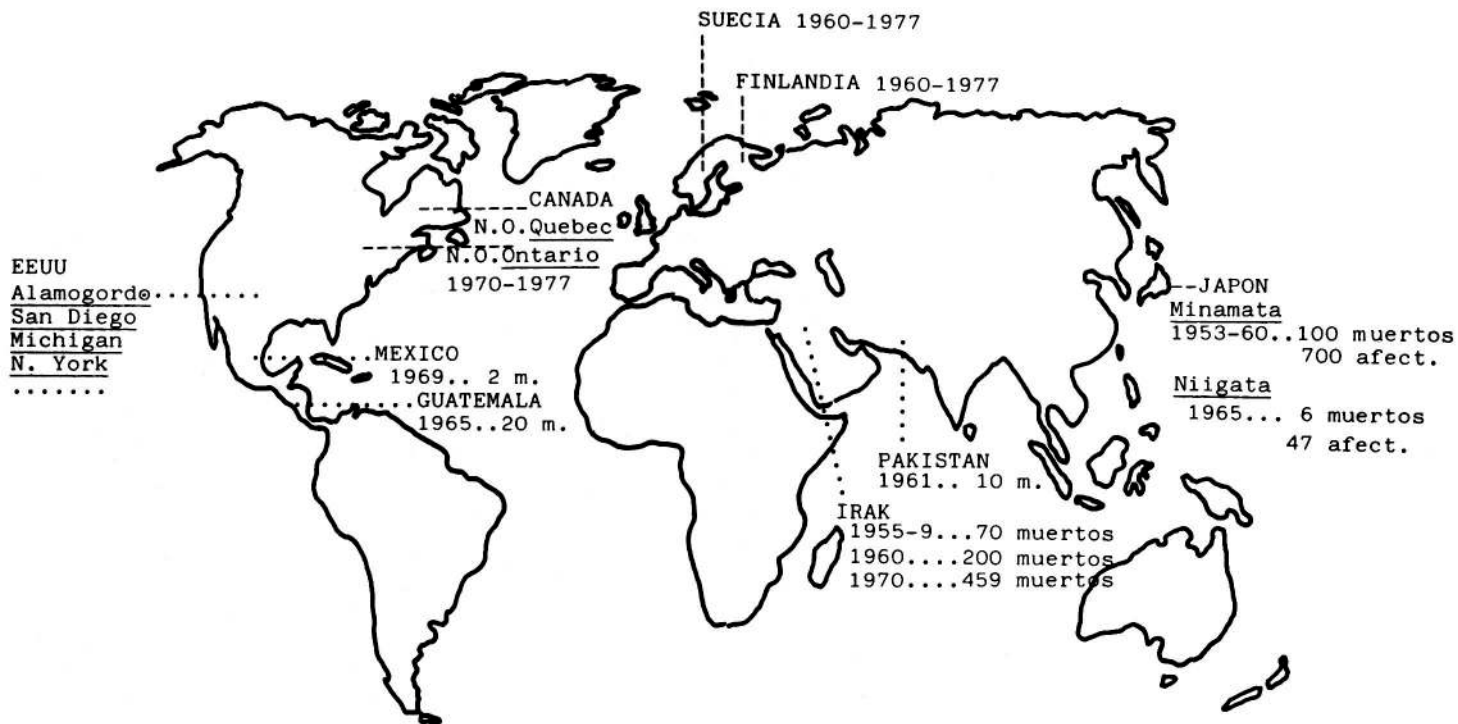 SUECIA 1960-1977
FINLANDIA 1960-1977
CANADA
N.O.Quebec
N.O.Ontario
1970-1977
EEUU
Alamogordo
San Diego
Michigan
N. York
.......
MEXICO
1969.. 2 m.
GUATEMALA
1965..20 m.
JAPON
Minamata
1953-60..100 muertos
700 afect.
Niigata
1965... 6 muertos
47 afect.
PAKISTAN
1961.. 10 m.
IRAK
1955-9...70 muertos
1960....200 muertos
1970....459 muertos